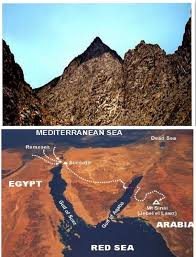 MEDITERRANEAN SEA
Dead Sea
Rameses
Succoth
EGYPT
Gulf of Suez
Gulf of Aqaba
Mt Sinai
(Jebel el Lawz)
ARABIA
RED SEA